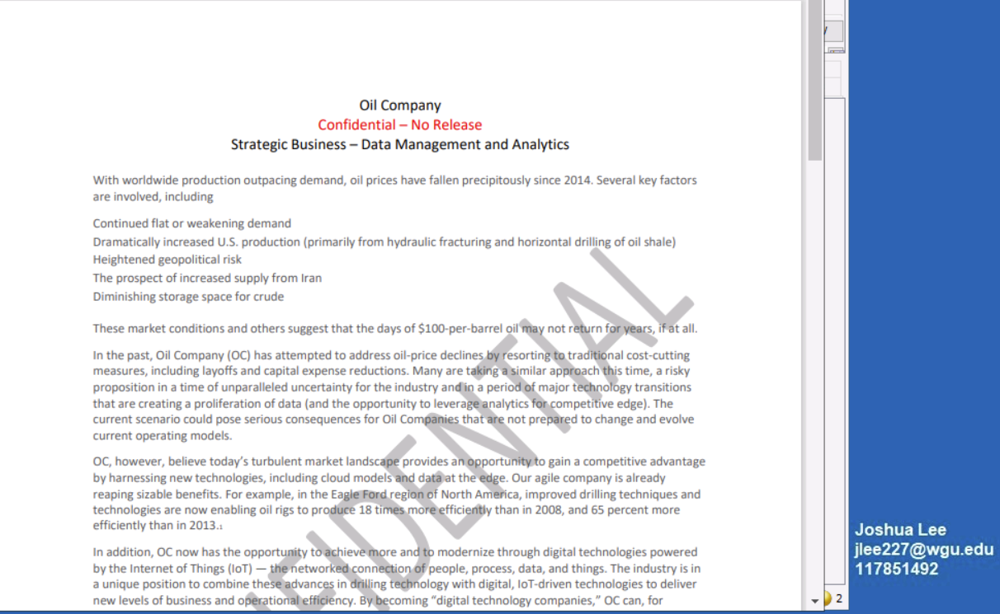 Oil Company
Confidential – No Release
Strategic Business – Data Management and Analytics
With worldwide production outpacing demand, oil prices have fallen precipitously since 2014. Several key factors
are involved, including
Continued flat or weakening demand
Dramatically increased U.S. production (primarily from hydraulic fracturing and horizontal drilling of oil shale)
Heightened geopolitical risk
The prospect of increased supply from Iran
Diminishing storage space for crude
These market conditions and others suggest that the days of $100-per-barrel oil may not return for years, if at all.
In the past, Oil Company (OC) has attempted to address oil-price declines by resorting to traditional cost-cutting
measures, including layoffs and capital expense reductions. Many are taking a similar approach this time, a risky
proposition in a time of unparalleled uncertainty for the industry and in a period of major technology transitions
that are creating a proliferation of data (and the opportunity to leverage analytics for competitive edge). The
current scenario could pose serious consequences for Oil Companies that are not prepared to change and evolve
current operating models.
OC, however, believe today’s turbulent market landscape provides an opportunity to gain a competitive advantage
by harnessing new technologies, including cloud models and data at the edge. Our agile company is already
reaping sizable benefits. For example, in the Eagle Ford region of North America, improved drilling techniques and
technologies are now enabling oil rigs to produce 18 times more efficiently than in 2008, and 65 percent more
efficiently than in 2013.1
In addition, OC now has the opportunity to achieve more and to modernize through digital technologies powered
by the Internet of Things (IoT) — the networked connection of people, process, data, and things. The industry is in
a unique position to combine these advances in drilling technology with digital, IoT-driven technologies to deliver
new levels of business and operational efficiency. By becoming “digital technology companies,” OC can, for
FIDENTIAL
Joshua Lee
jlee227@wgu.edu
117851492
2